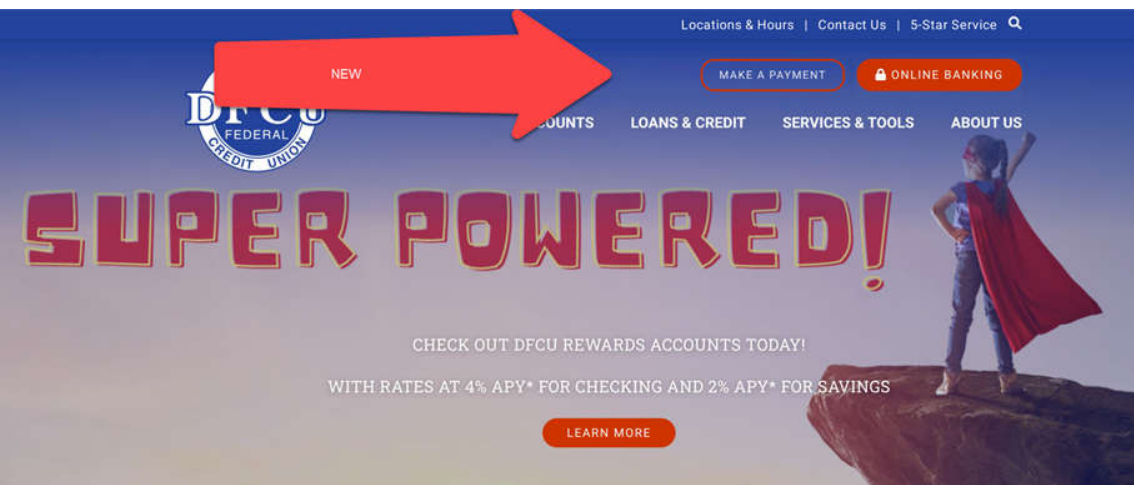 Locations & Hours | Contact Us | 5-Star Service
NEW
MAKE A PAYMENT
ONLINE BANKING
DFCU
FEDERAL
CREDIT UNION
LOANS & CREDIT
SERVICES & TOOLS
ABOUT US
SUPER POWERED!
CHECK OUT DFCU REWARDS ACCOUNTS TODAY!
WITH RATES AT 4% APY* FOR CHECKING AND 2% APY* FOR SAVINGS
LEARN MORE